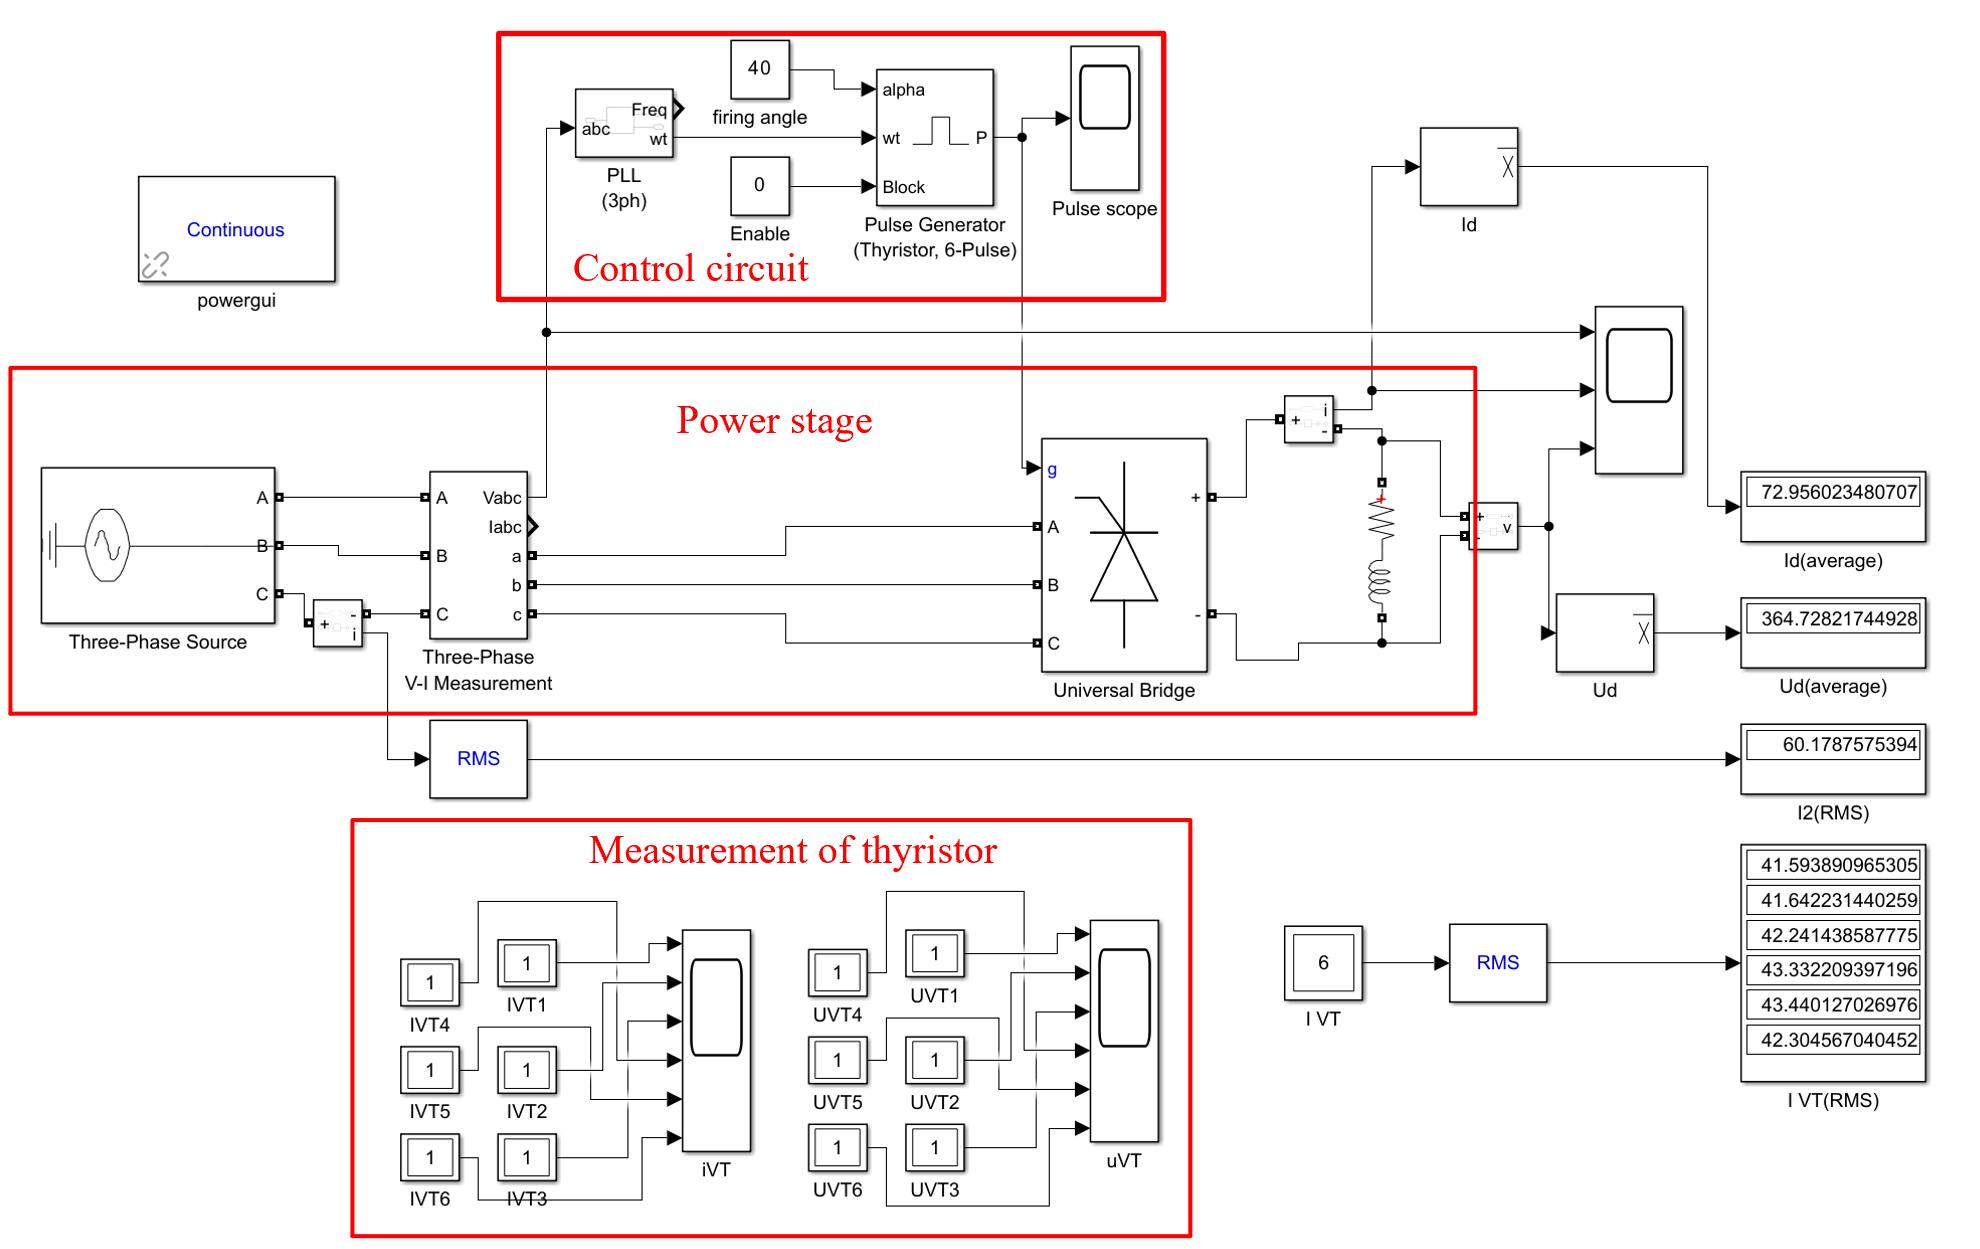 40
firing angle
alpha
Freq
abc
wt
PLL
(3ph)
wt
P
0
Enable
Block
Pulse Generator
(Thyristor, 6-Pulse)
Pulse scope
Control circuit
Continuous
powergui
X
Id
Power stage
A
B
C
Three-Phase Source
+
-
i
A
B
C
Vabc
Iabc
a
b
c
Three-Phase
V-I Measurement
g
A
B
C
+
-
Universal Bridge
+
i
-
+
+
-
v
72.956023480707
Id(average)
X
Ud
364.72821744928
Ud(average)
RMS
60.1787575394
I2(RMS)
Measurement of thyristor
1
IVT4
1
IVT1
1
IVT5
1
IVT2
1
IVT6
1
IVT3
iVT
1
UVT4
1
UVT1
1
UVT5
1
UVT2
1
UVT6
1
UVT3
uVT
6
I VT
RMS
41.593890965305
41.642231440259
42.241438587775
43.332209397196
43.440127026976
42.304567040452
I VT(RMS)